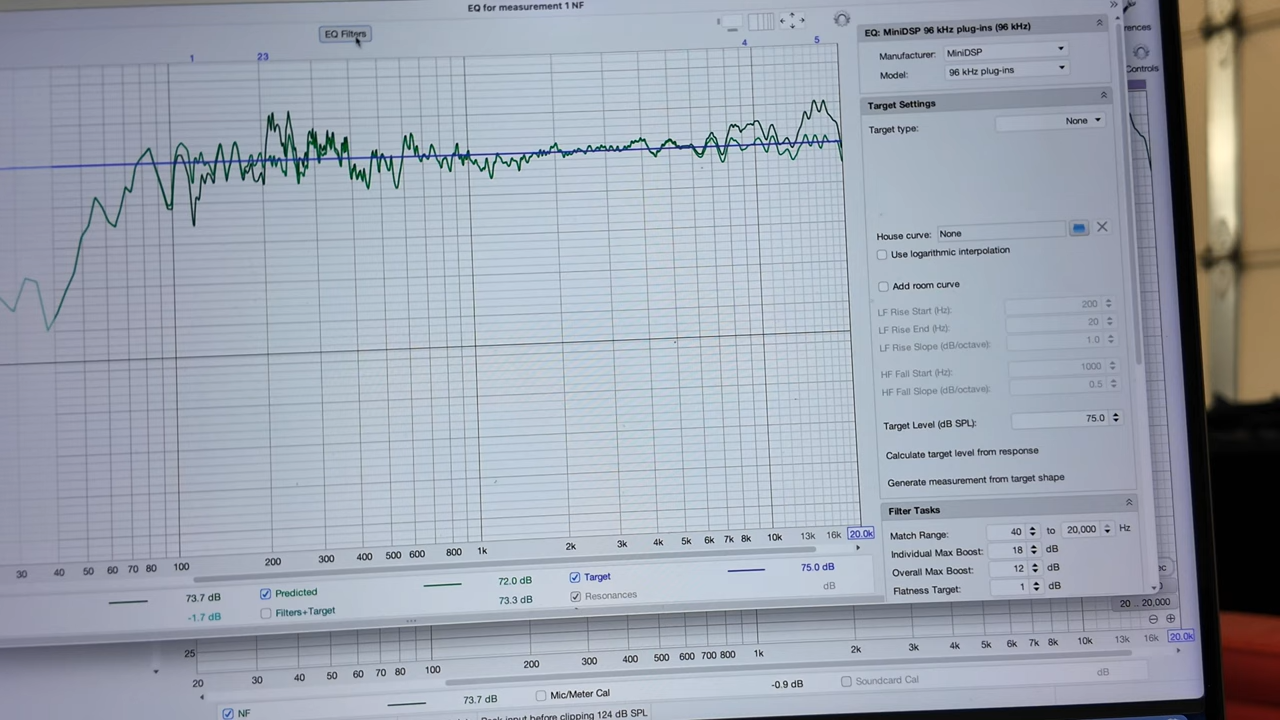 EQ for measurement 1 NF
EQ Filters
1
23
4
5
EQ: MiniDSP 96 kHz plug-ins (96 kHz)
Manufacturer: MiniDSP
Model: 96 kHz plug-ins
Target Settings
Target type: None
House curve: None
Use logarithmic interpolation
Add room curve
LF Rise Start (Hz): 200
LF Rise End (Hz): 20
LF Rise Slope (dB/octave): 1.0
HF Fall Start (Hz): 1000
HF Fall Slope (dB/octave): 0.5
Target Level (dB SPL): 75.0
Calculate target level from response
Generate measurement from target shape
Filter Tasks
Match Range: 40 to 20,000 Hz
Individual Max Boost: 18 dB
Overall Max Boost: 12 dB
Flatness Target: 1 dB
30 40 50 60 70 80 100 200 300 400 500 600 800 1k 2k 3k 4k 5k 6k 7k 8k 10k 13k 16k 20.0k
73.7 dB Predicted 72.0 dB Target 75.0 dB
-1.7 dB Filters+Target 73.3 dB Resonances dB
rences
Controls
20 .. 20,000
25
20 30 40 50 60 70 80 100 200 300 400 500 600 700 800 1k 2k 3k 4k 5k 6k 7k 8k 10k 13k 16k 20.0k
NF 73.7 dB Mic/Meter Cal -0.9 dB Soundcard Cal dB
input before clipping 124 dB SPL